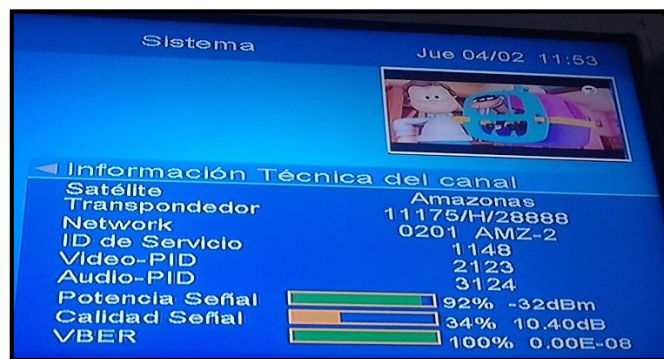 Sistema
Jue 04/02 11:53
Información Técnica del canal
Satélite Amazonas
Transpondedor 11175/H/28888
Network 0201 AMZ-2
ID de Servicio 1148
Video-PID 2123
Audio-PID 3124
Potencia Señal 92% -32dBm
Calidad Señal 34% 10.40dB
VBER 100% 0.00E-08